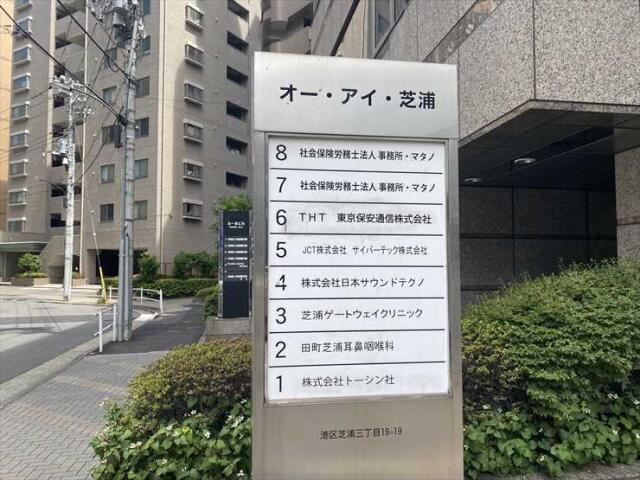 オー・アイ・芝浦
8 社会保険労務士法人 事務所・マタノ
7 社会保険労務士法人 事務所・マタノ
6 THT 東京保安通信株式会社
5 JCT株式会社 サイバーテック株式会社
4 株式会社日本サウンドテクノ
3 芝浦ゲートウェイクリニック
2 田町芝浦耳鼻咽喉科
1 株式会社トーシン社
港区芝浦三丁目19-19